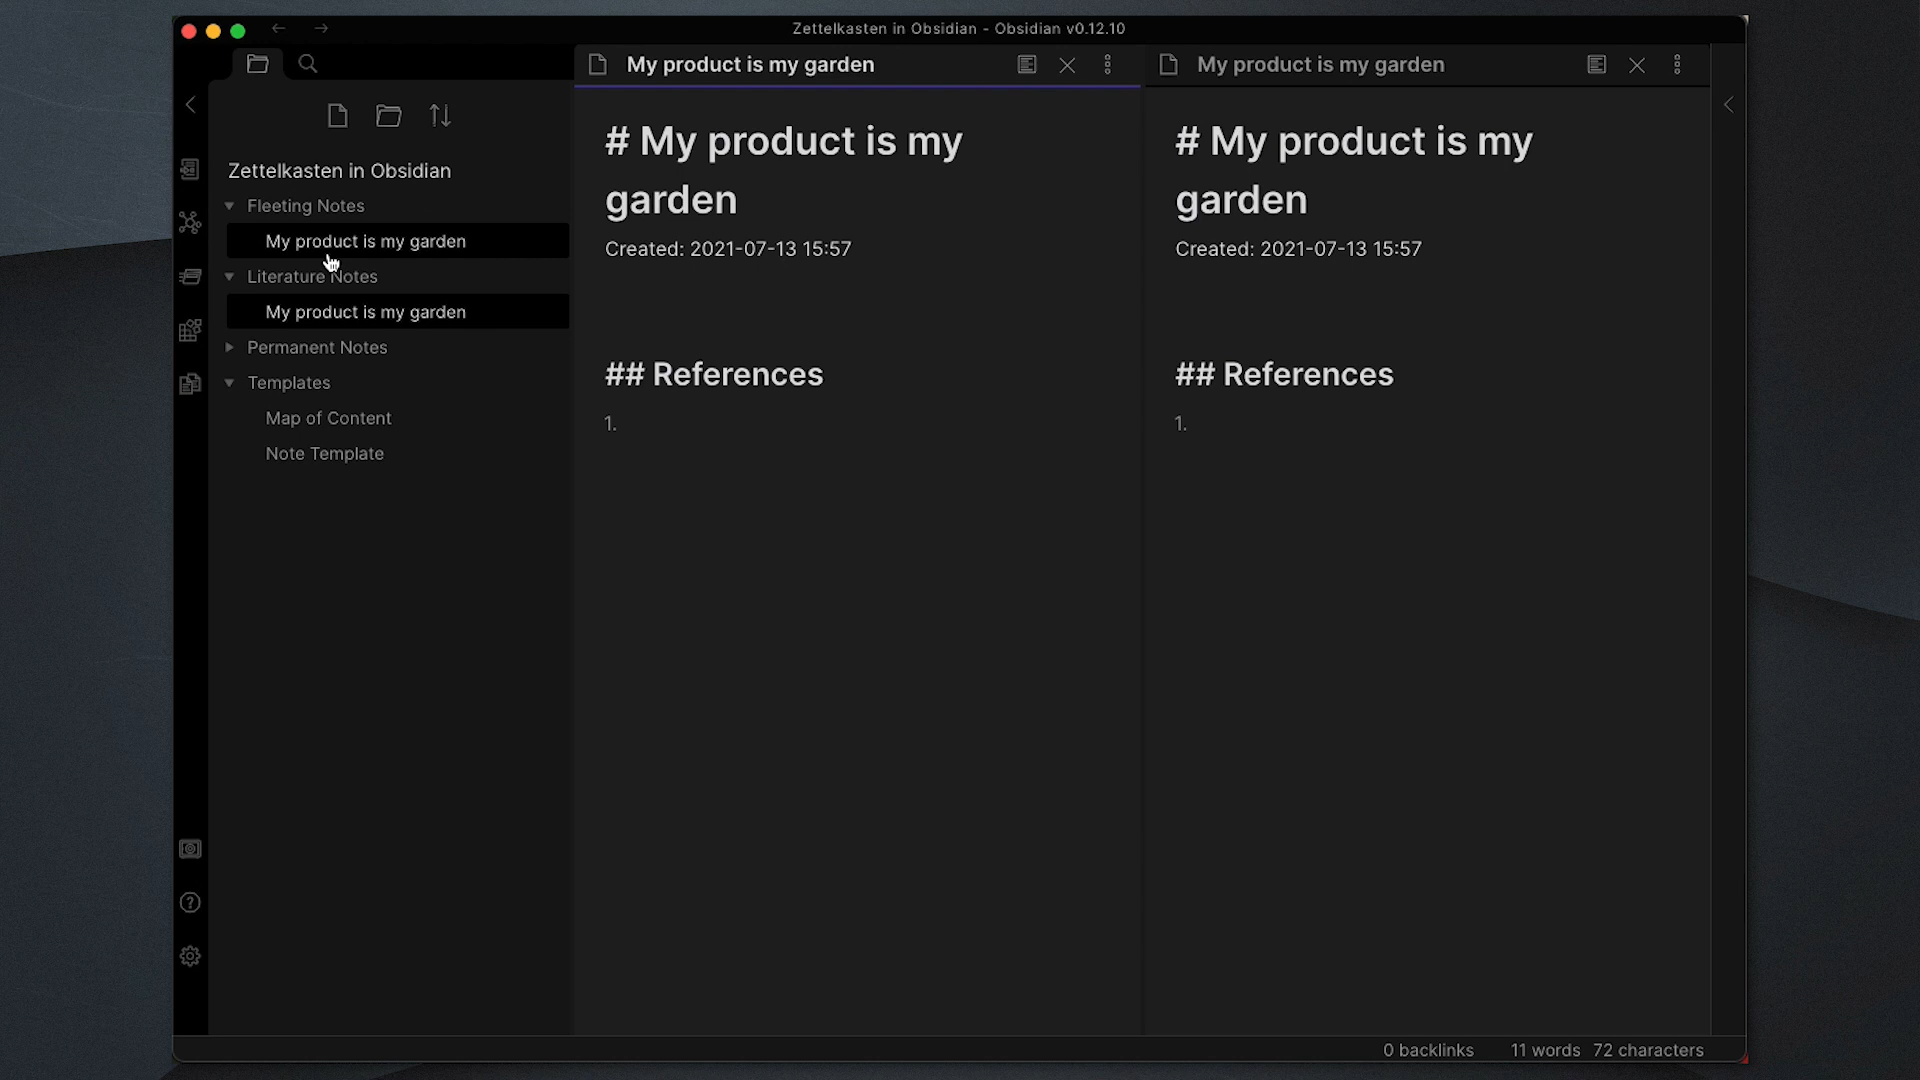 Zettelkasten in Obsidian - Obsidian v0.12.10
My product is my garden
My product is my garden
Zettelkasten in Obsidian
Fleeting Notes
My product is my garden
Literature Notes
My product is my garden
Permanent Notes
Templates
Map of Content
Note Template
# My product is my
garden
Created: 2021-07-13 15:57
## References
1.
# My product is my
garden
Created: 2021-07-13 15:57
## References
1.
0 backlinks 11 words 72 characters